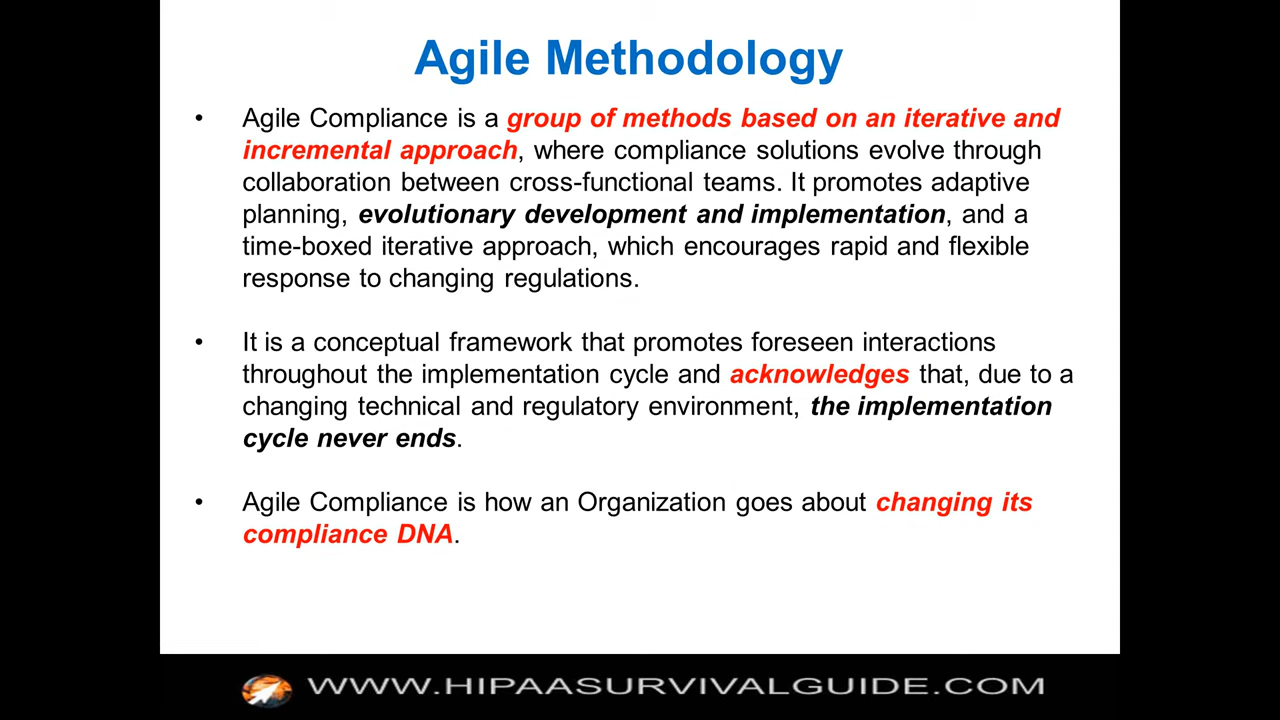 Agile Methodology
• Agile Compliance is a group of methods based on an iterative and
incremental approach, where compliance solutions evolve through
collaboration between cross-functional teams. It promotes adaptive
planning, evolutionary development and implementation, and a
time-boxed iterative approach, which encourages rapid and flexible
response to changing regulations.
• It is a conceptual framework that promotes foreseen interactions
throughout the implementation cycle and acknowledges that, due to a
changing technical and regulatory environment, the implementation
cycle never ends.
• Agile Compliance is how an Organization goes about changing its
compliance DNA.
WWW.HIPAASURVIVALGUIDE.COM